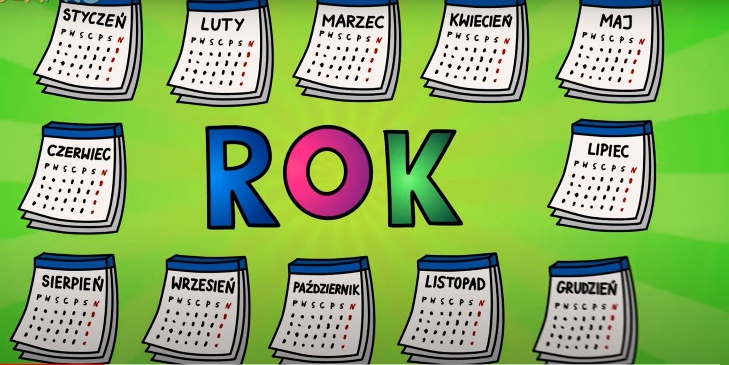 STYCZEŃ
P W Ś C P S N
LUTY
P W Ś C P S N
MARZEC
P W Ś C P S N
KWIECIEŃ
P W Ś C P S N
MAJ
P W Ś C P S N
CZERWIEC
P W Ś C P S N
ROK
LIPIEC
P W Ś C P S N
SIERPIEŃ
P W Ś C P S N
WRZESIEŃ
P W Ś C P S N
PAŹDZIERNIK
P W Ś C P S N
LISTOPAD
P W Ś C P S N
GRUDZIEŃ
P W Ś C P S N